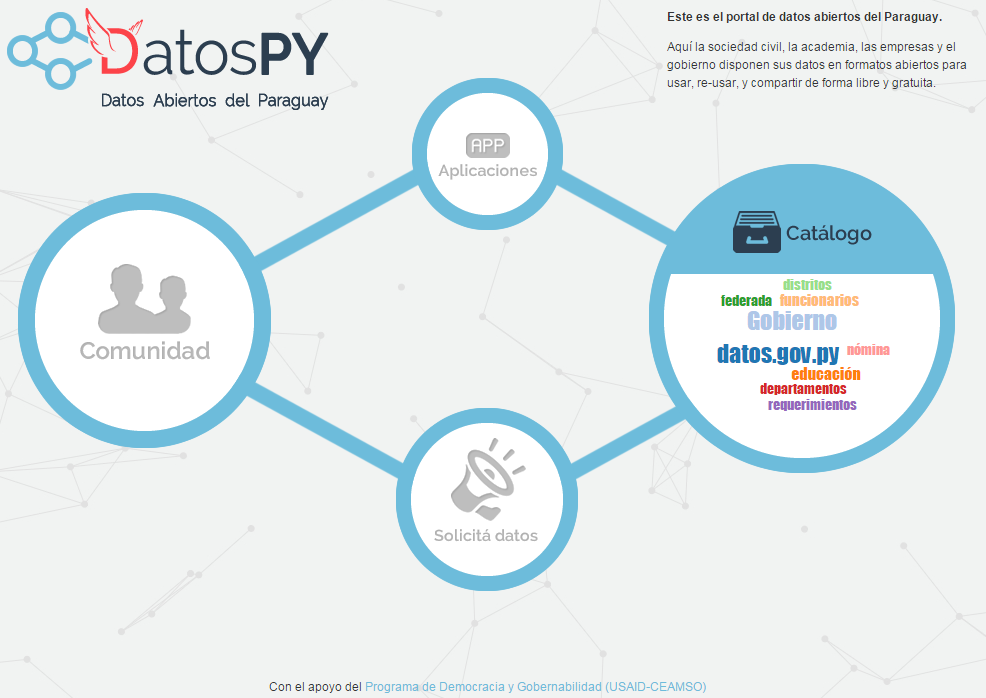 DatosPY
Datos Abiertos del Paraguay
Este es el portal de datos abiertos del Paraguay.
Aquí la sociedad civil, la academia, las empresas y el
gobierno disponen sus datos en formatos abiertos para
usar, re-usar, y compartir de forma libre y gratuita.
APP
Aplicaciones
Catálogo
distritos
federada funcionarios
Gobierno
datos.gov.py nómina
educación
departamentos
requerimientos
Comunidad
Solicitá datos
Con el apoyo del Programa de Democracia y Gobernabilidad (USAID-CEAMSO)